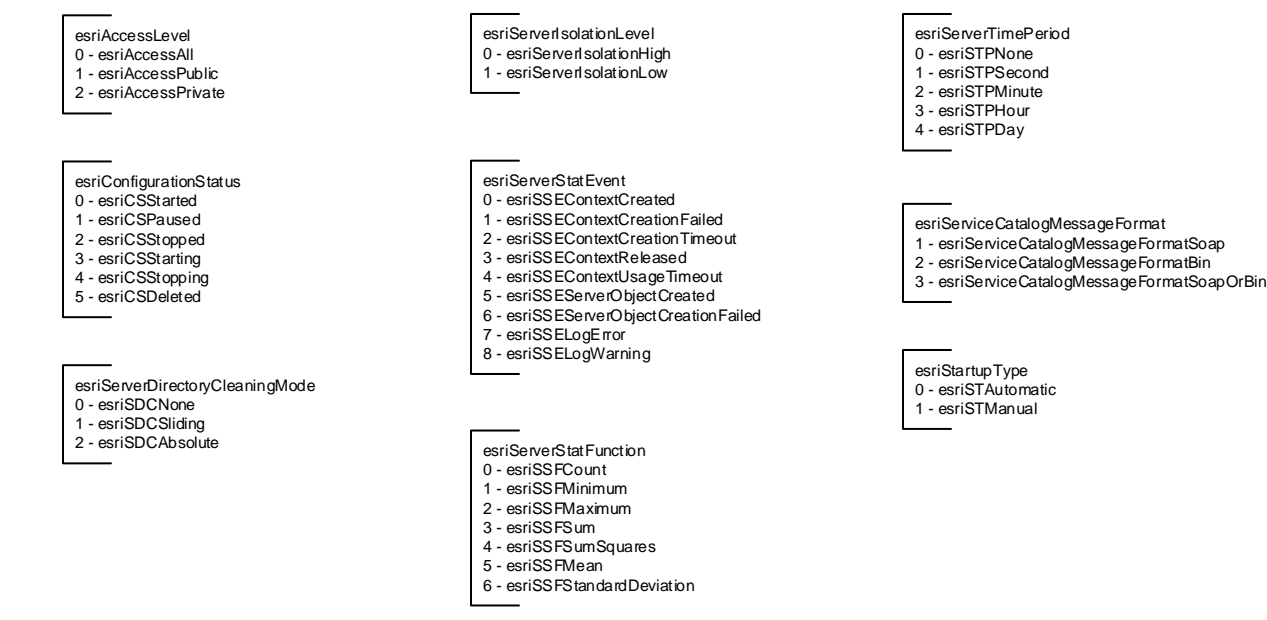 esriAccessLevel
0 - esriAccessAll
1 - esriAccessPublic
2 - esriAccessPrivate
esriConfigurationStatus
0 - esriCSStarted
1 - esriCSPaused
2 - esriCSStopped
3 - esriCSStarting
4 - esriCSStopping
5 - esriCSDeleted
esriServerDirectoryCleaningMode
0 - esriSDCNone
1 - esriSDCSliding
2 - esriSDCAbsolute
esriServerIsolationLevel
0 - esriServerIsolationHigh
1 - esriServerIsolationLow
esriServerStatEvent
0 - esriSSEContextCreated
1 - esriSSEContextCreationFailed
2 - esriSSEContextCreationTimeout
3 - esriSSEContextReleased
4 - esriSSEContextUsageTimeout
5 - esriSSEServerObjectCreated
6 - esriSSEServerObjectCreationFailed
7 - esriSSELogError
8 - esriSSELogWarning
esriServerStatFunction
0 - esriSSFCount
1 - esriSSFMinimum
2 - esriSSFMaximum
3 - esriSSFSum
4 - esriSSFSumSquares
5 - esriSSFMean
6 - esriSSFStandardDeviation
esriServerTimePeriod
0 - esriSTPNone
1 - esriSTPSecond
2 - esriSTPMinute
3 - esriSTPHour
4 - esriSTPDay
esriServiceCatalogMessageFormat
1 - esriServiceCatalogMessageFormatSoap
2 - esriServiceCatalogMessageFormatBin
3 - esriServiceCatalogMessageFormatSoapOrBin
esriStartupType
0 - esriSTAutomatic
1 - esriSTManual